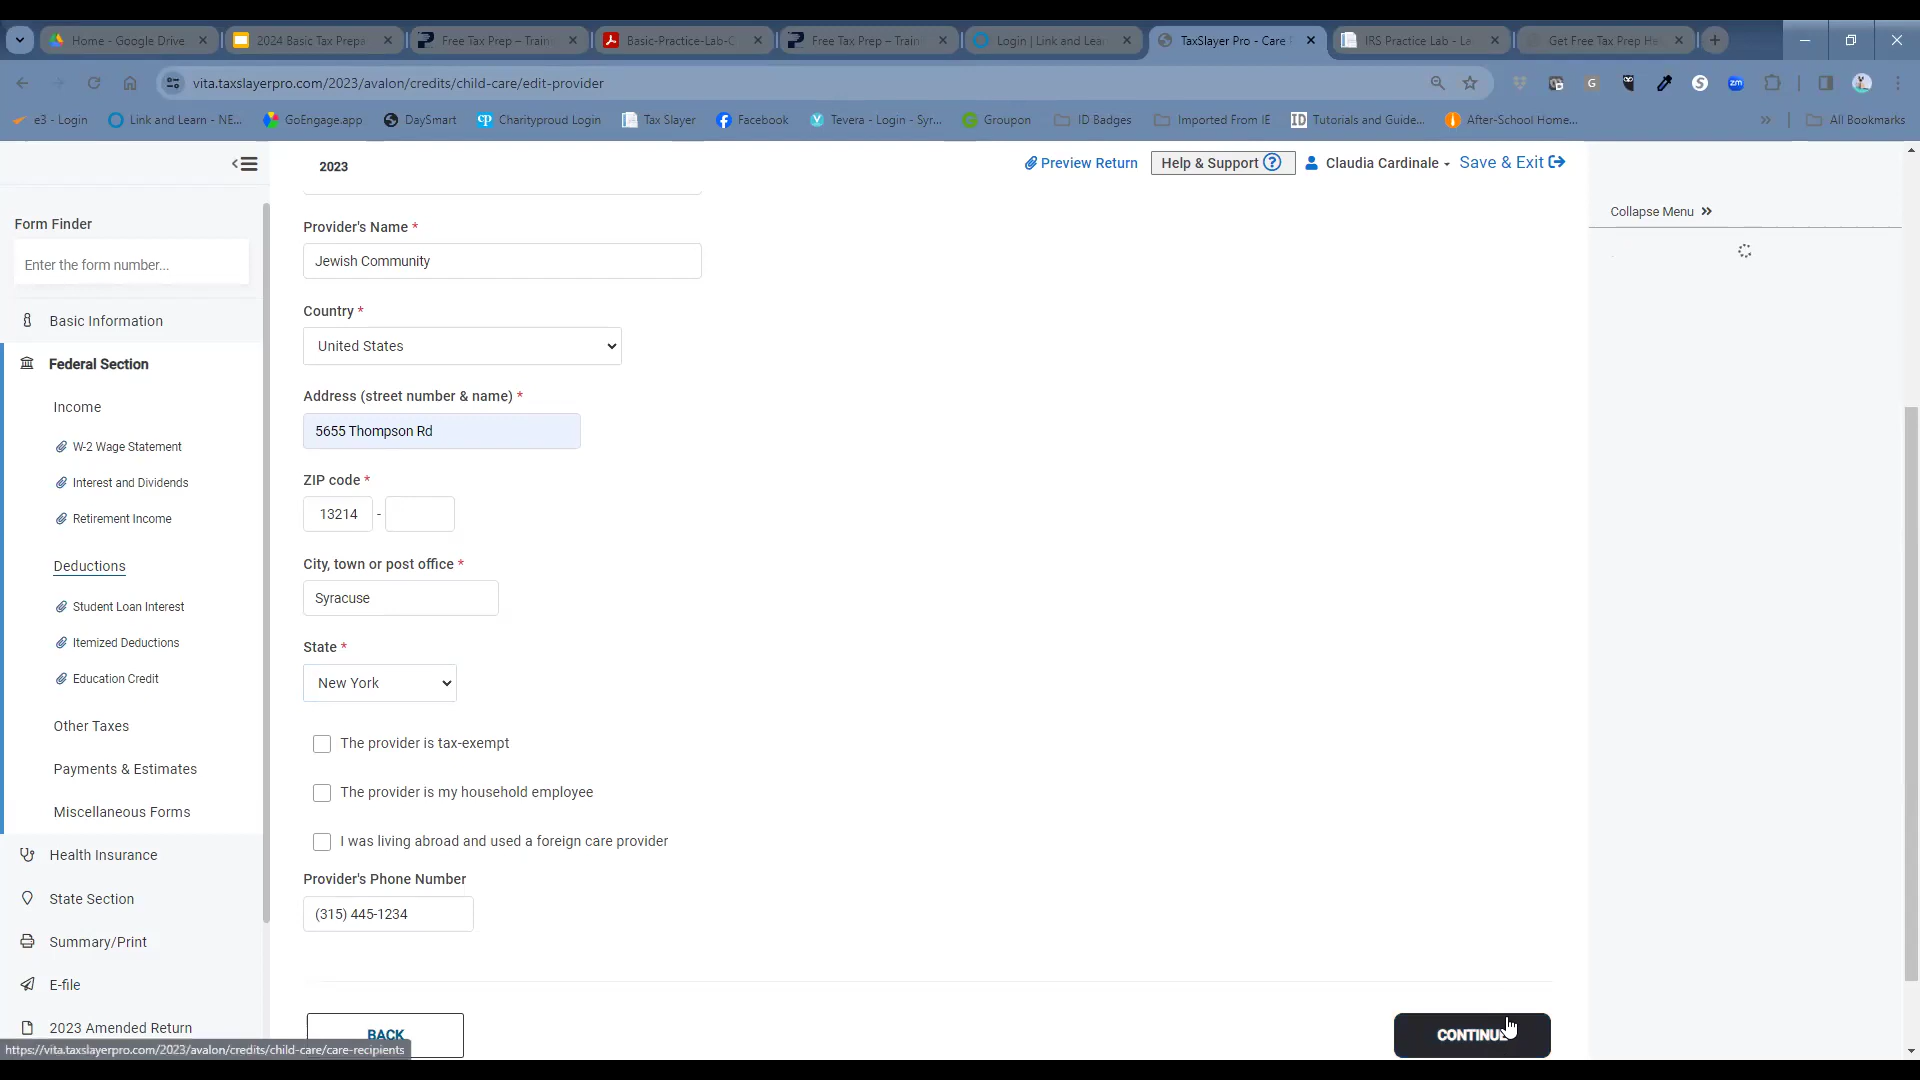 Home - Google Drive
2024 Basic Tax Prepa
Free Tax Prep – Train
Basic-Practice-Lab-C
Free Tax Prep – Train
Login | Link and Lear
TaxSlayer Pro - Care P
IRS Practice Lab - La
Get Free Tax Prep He
vita.taxslayerpro.com/2023/avalon/credits/child-care/edit-provider
e3 - Login
Link and Learn - NE...
GoEngage.app
DaySmart
Charityproud Login
Tax Slayer
Facebook
Tevera - Login - Syr...
Groupon
ID Badges
Imported From IE
Tutorials and Guide...
After-School Home...
All Bookmarks
2023
Preview Return
Help & Support
Claudia Cardinale
Save & Exit
Collapse Menu
Form Finder
Enter the form number...
Basic Information
Federal Section
Income
W-2 Wage Statement
Interest and Dividends
Retirement Income
Deductions
Student Loan Interest
Itemized Deductions
Education Credit
Other Taxes
Payments & Estimates
Miscellaneous Forms
Health Insurance
State Section
Summary/Print
E-file
2023 Amended Return
Provider's Name *
Jewish Community
Country *
United States
Address (street number & name) *
5655 Thompson Rd
ZIP code *
13214 -
City, town or post office *
Syracuse
State *
New York
The provider is tax-exempt
The provider is my household employee
I was living abroad and used a foreign care provider
Provider's Phone Number
(315) 445-1234
BACK
CONTINUE
https://vita.taxslayerpro.com/2023/avalon/credits/child-care/care-recipients